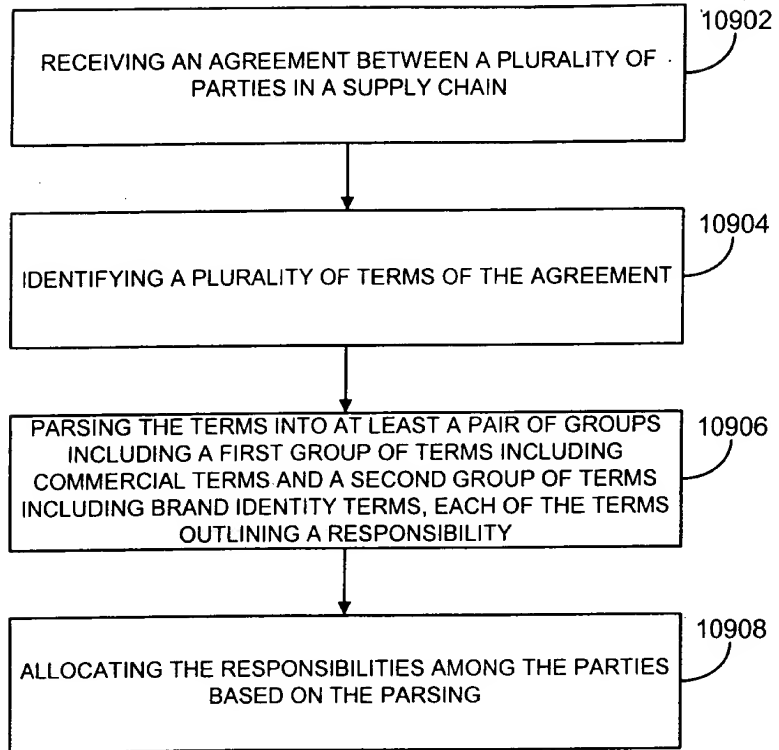 10902
RECEIVING AN AGREEMENT BETWEEN A PLURALITY OF
PARTIES IN A SUPPLY CHAIN
10904
IDENTIFYING A PLURALITY OF TERMS OF THE AGREEMENT
10906
PARSING THE TERMS INTO AT LEAST A PAIR OF GROUPS
INCLUDING A FIRST GROUP OF TERMS INCLUDING
COMMERCIAL TERMS AND A SECOND GROUP OF TERMS
INCLUDING BRAND IDENTITY TERMS, EACH OF THE TERMS
OUTLINING A RESPONSIBILITY
10908
ALLOCATING THE RESPONSIBILITIES AMONG THE PARTIES
BASED ON THE PARSING